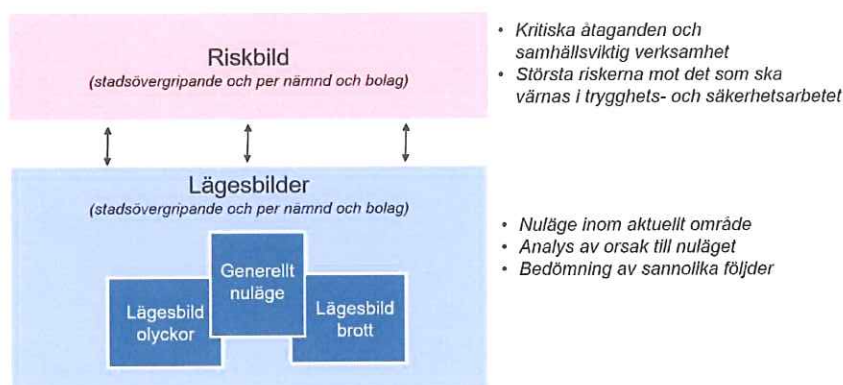 Riskbild
(stadsövergripande och per nämnd och bolag)
• Kritiska åtaganden och
samhällsviktig verksamhet
• Största riskerna mot det som ska
värnas i trygghets- och säkerhetsarbetet
Lägesbilder
(stadsövergripande och per nämnd och bolag)
Generellt
nuläge
Lägesbild
olyckor
Lägesbild
brott
• Nuläge inom aktuellt område
• Analys av orsak till nuläget
• Bedömning av sannolika följder